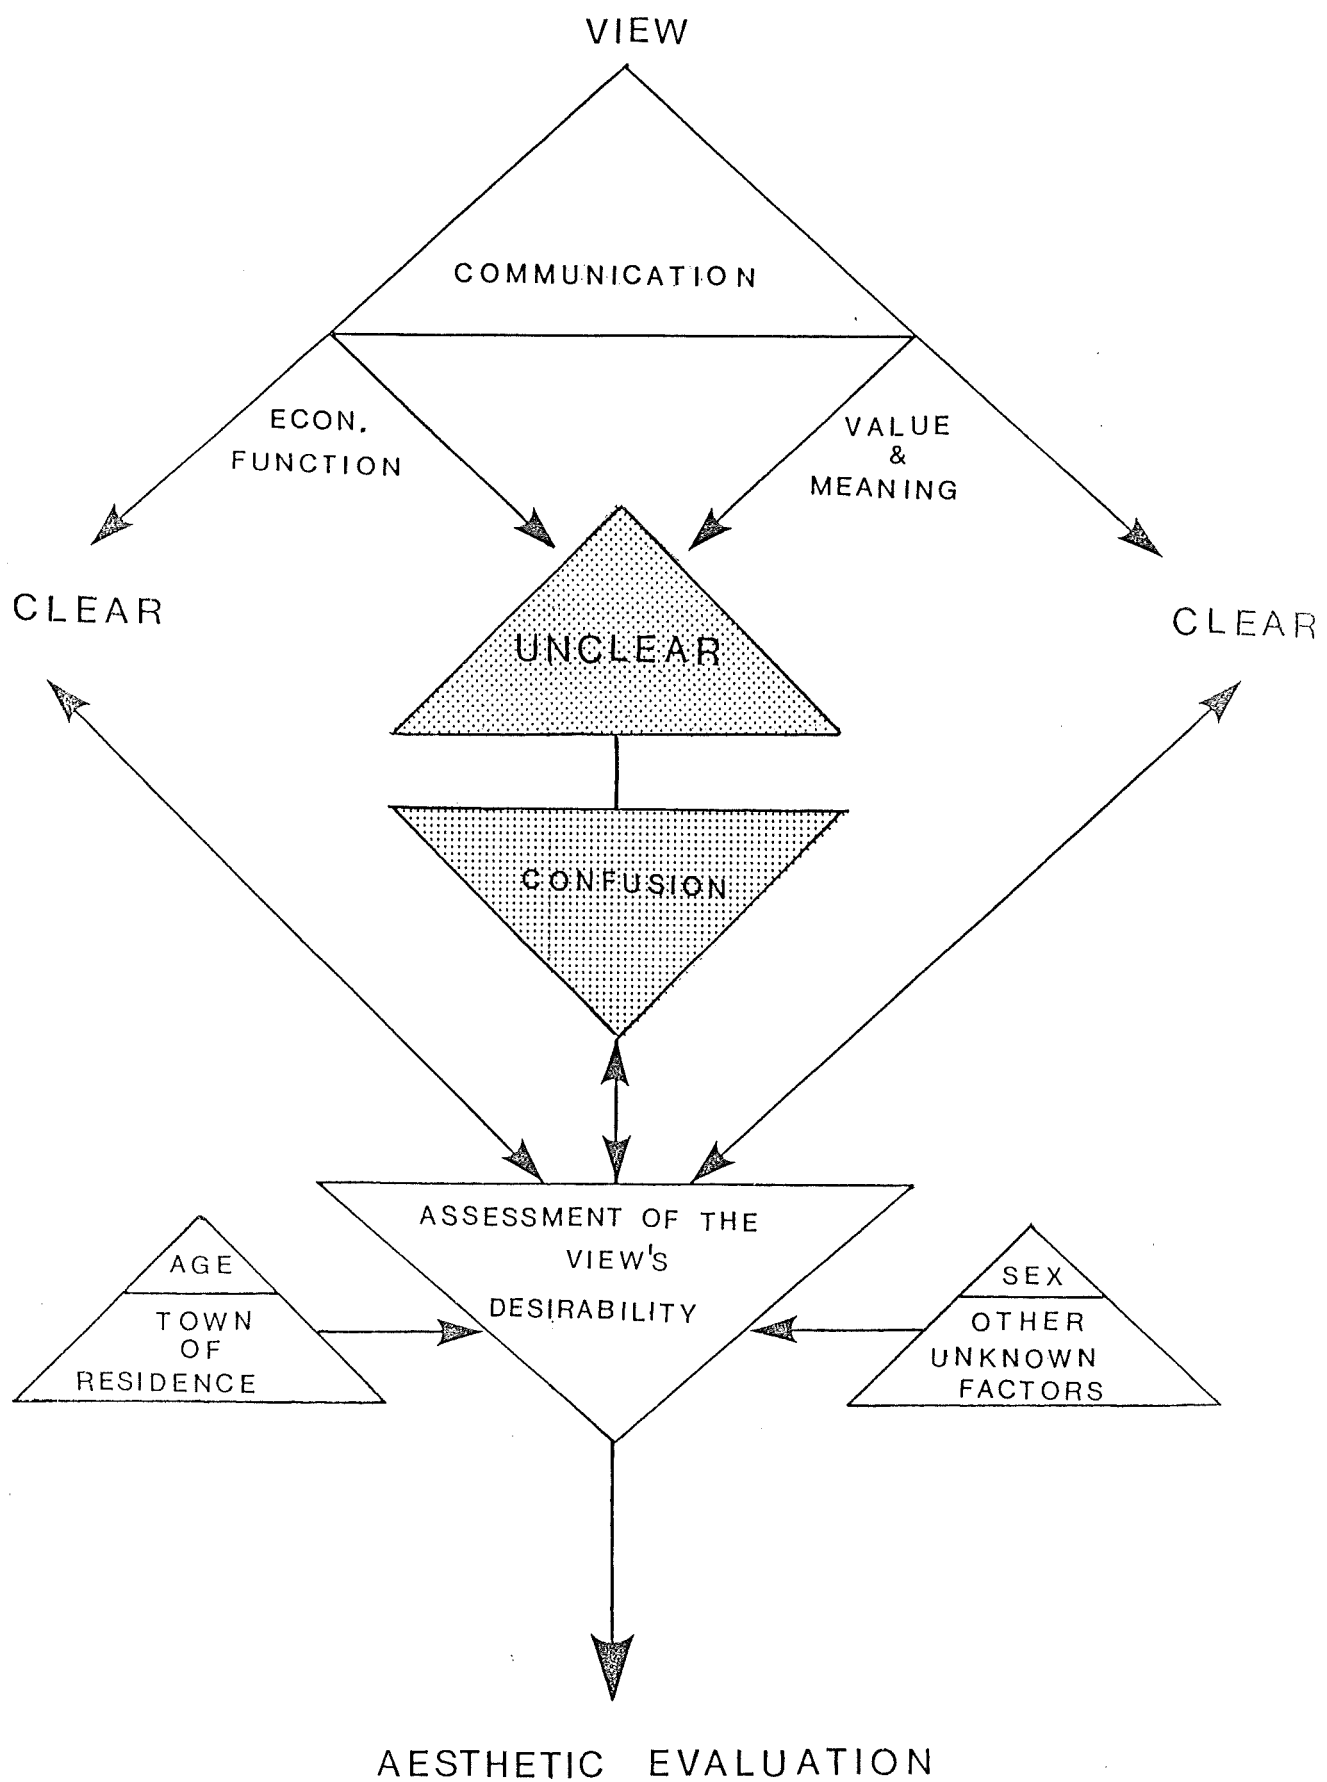 VIEW
COMMUNICATION
ECON.
FUNCTION
VALUE
&
MEANING
CLEAR
UNCLEAR
CLEAR
CONFUSION
ASSESSMENT OF THE
VIEW'S
DESIRABILITY
AGE
TOWN
OF
RESIDENCE
SEX
OTHER
UNKNOWN
FACTORS
AESTHETIC EVALUATION